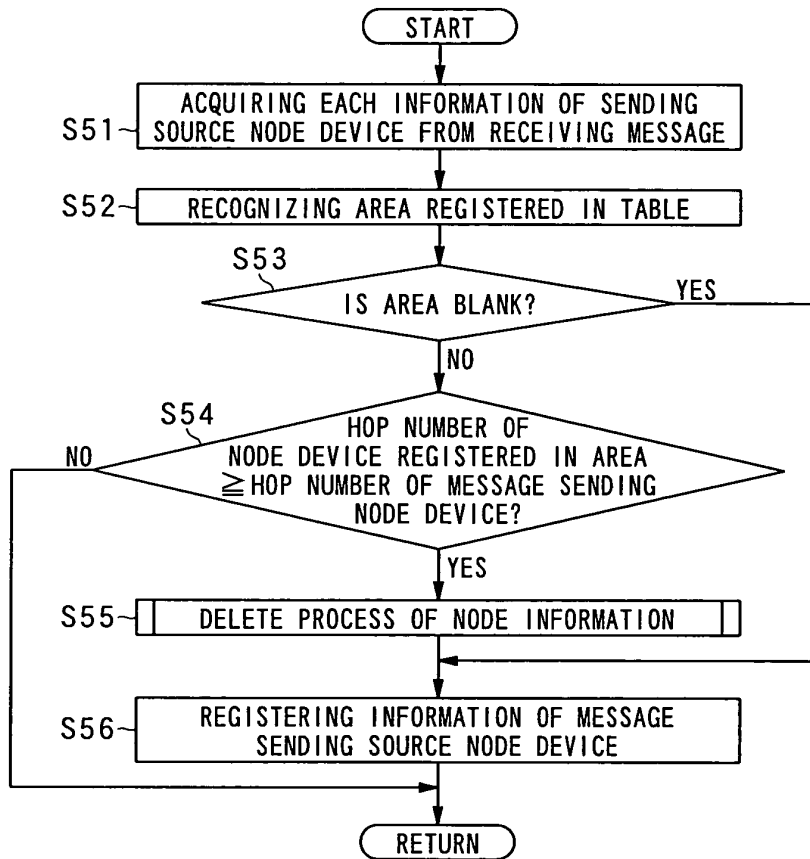 START
S51
ACQUIRING EACH INFORMATION OF SENDING
SOURCE NODE DEVICE FROM RECEIVING MESSAGE
S52
RECOGNIZING AREA REGISTERED IN TABLE
S53
IS AREA BLANK?
YES
NO
S54
HOP NUMBER OF
NODE DEVICE REGISTERED IN AREA
≧HOP NUMBER OF MESSAGE SENDING
NODE DEVICE?
NO
YES
S55
DELETE PROCESS OF NODE INFORMATION
S56
REGISTERING INFORMATION OF MESSAGE
SENDING SOURCE NODE DEVICE
RETURN